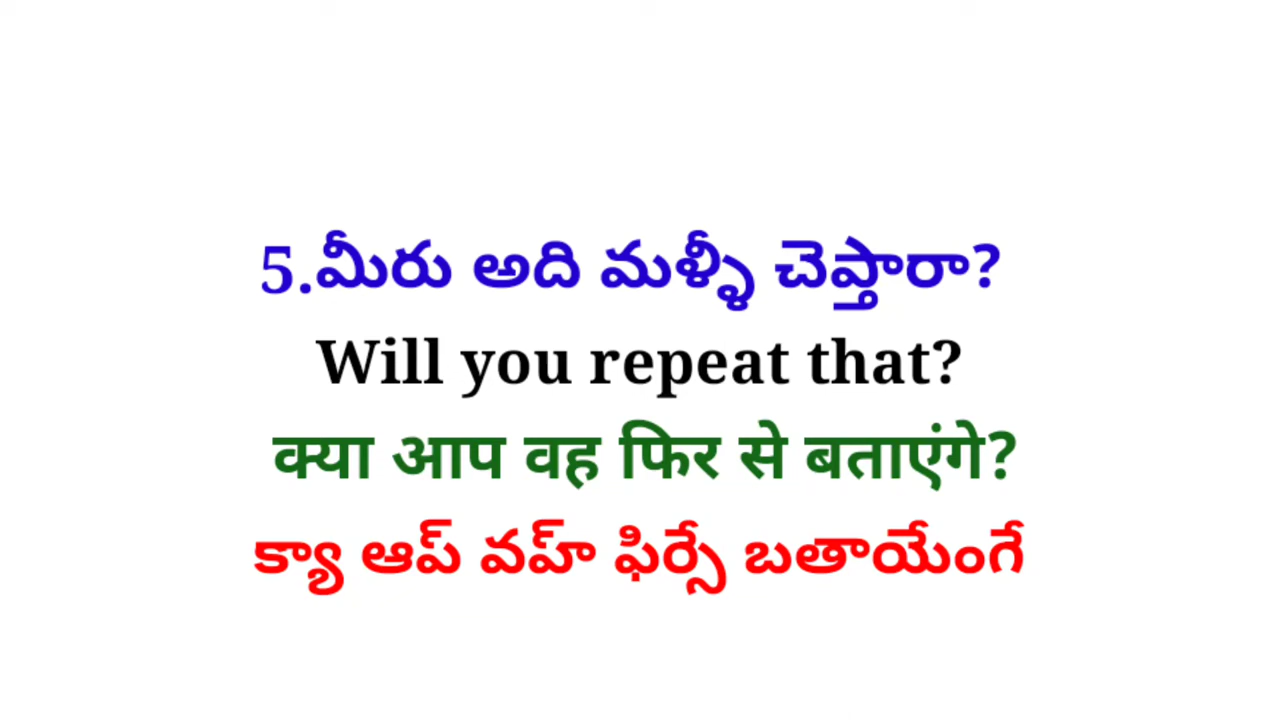 5.మీరు అది మళ్ళీ చెప్తారా?
Will you repeat that?
क्या आप वह फिर से बताएंगे?
క్యా ఆప్ వహ్ ఫిర్సే బతాయేంగే